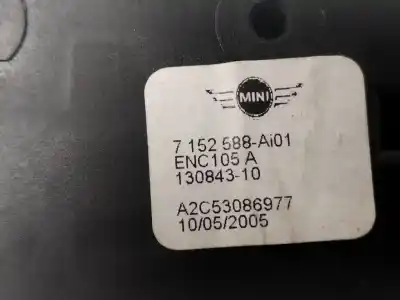 MINI
7 152 588-Ai01
ENC105 A
130843-10
A2C53086977
10/05/2005